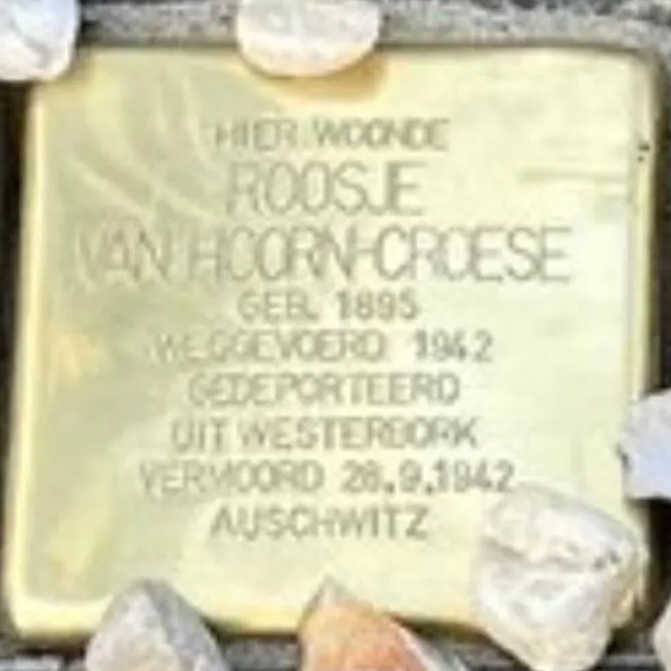 HIER WOONDE
ROOSJE
VAN HOORN-CROESE
GEB. 1895
WEGGEVOERD 1942
GEDEPORTEERD
UIT WESTERBORK
VERMOORD 28.9.1942
AUSCHWITZ